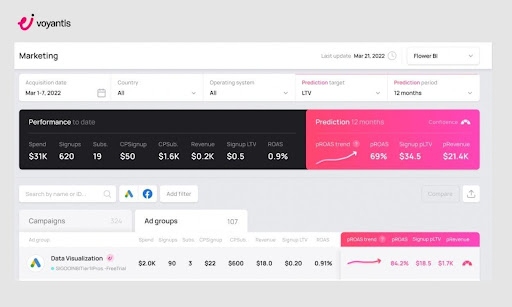 voyantis
Marketing
Last update: Mar 21, 2022
Flower BI
Acquisition date
Mar 1-7, 2022
Country
All
Operating system
All
Prediction target
LTV
Prediction period
12 months
Performance to date
Spend Signups Subs. CPSignup CPSub. Revenue Signup LTV ROAS
$31K 620 19 $50 $1.6K $0.2K $0.5 0.9%
Prediction 12 months
Confidence
pROAS trend pROAS Signup pLTV pRevenue
69% $34.5 $21.4K
Search by name or ID...
Add filter
Compare
Campaigns 324
Ad groups 107
Ad group Spend Signups Subs. CPSignup CPSub. Revenue Signup LTV ROAS pROAS trend pROAS Signup pLTV pRevenue
Data Visualization $2.0K 90 3 $22 $600 $18.0 $0.20 0.91% 84.2% $18.5 $1.7K